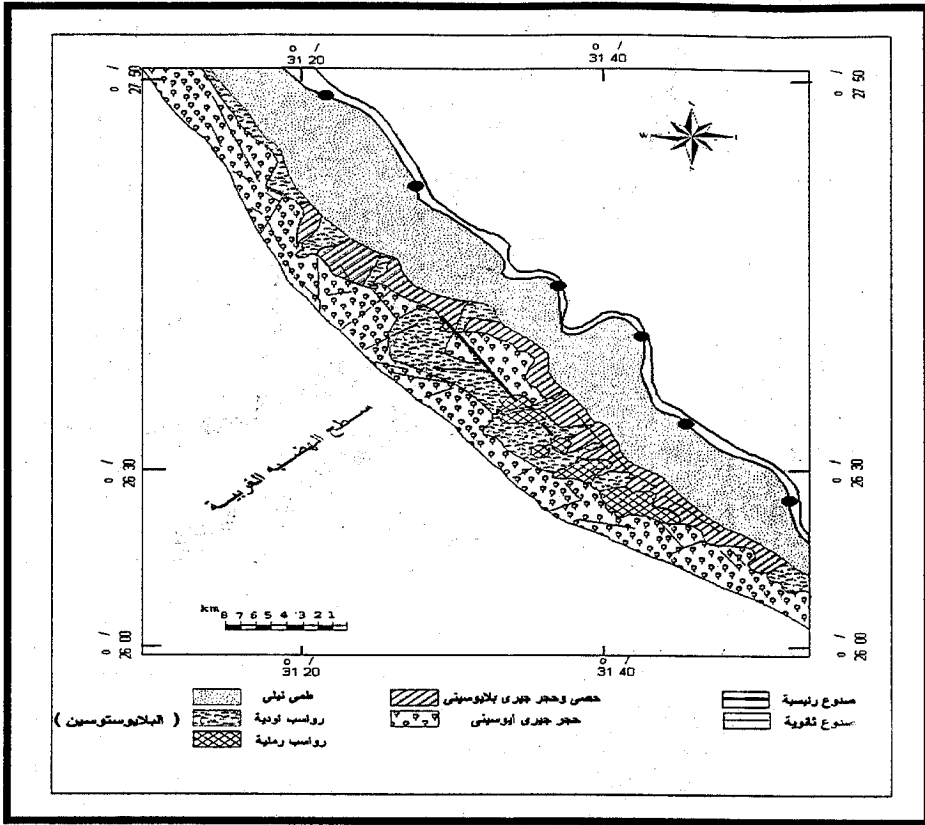 31 20 31 40
27 50 27 50
W
سطح الهضبه الغربية
26 30 26 30
km 8 7 6 5 4 3 2 1
26 00 26 00
31 20 31 40
صدوع رئيسية حصى وحجر جيرى بلايوسينى طمى نيلى
صدوع ثانوية حجر جيرى أيوسينى رواسب اودية ( البلايوستوسين )
رواسب رملية